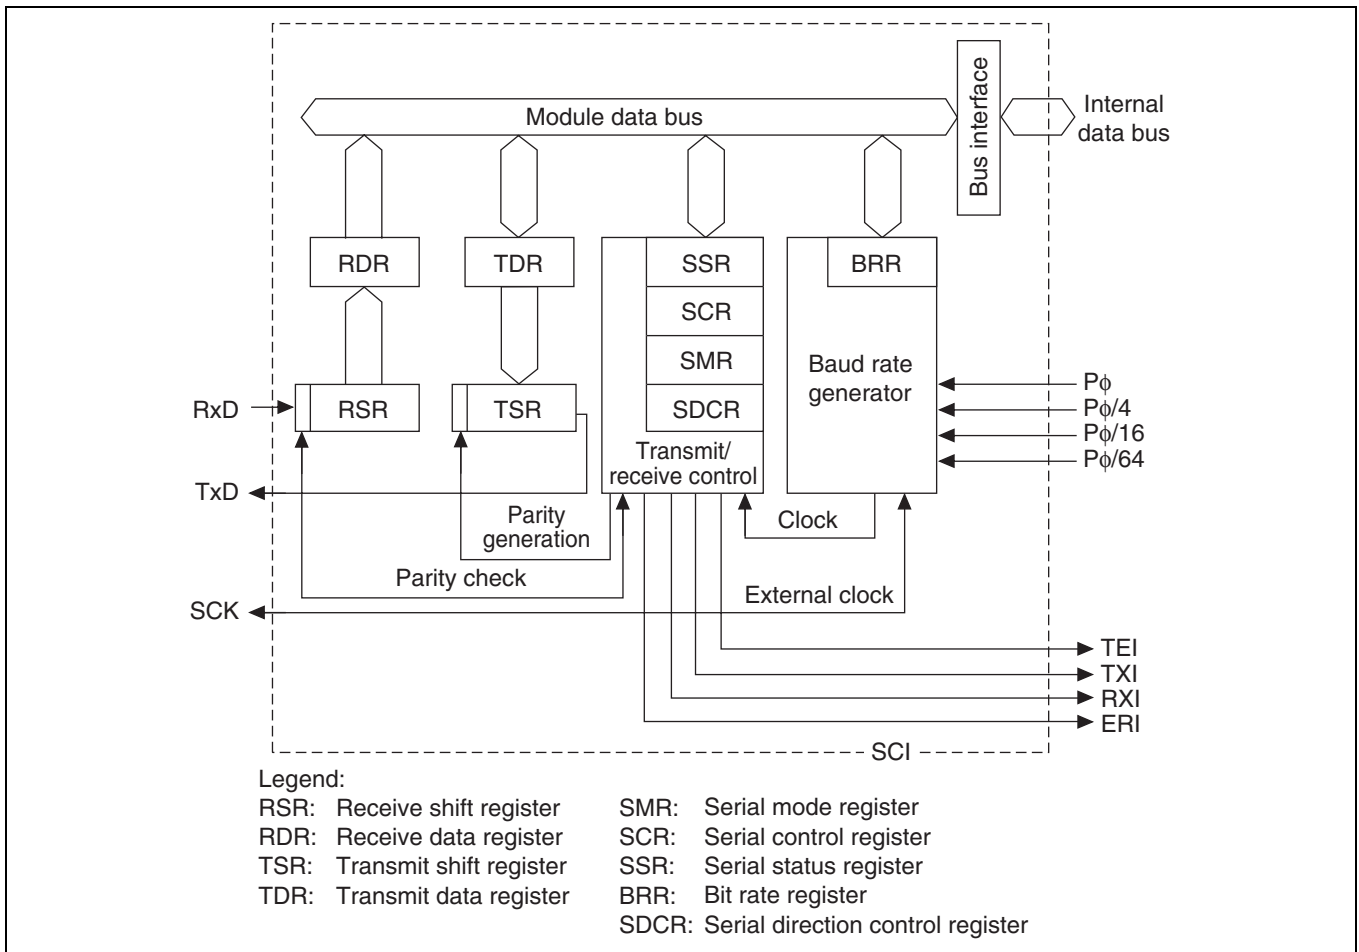 Module data bus
Bus interface
Internal
data bus
RDR
TDR
SSR
BRR
SCR
SMR
SDCR
Baud rate
generator
RxD
RSR
TSR
Transmit/
receive control
Pϕ
Pϕ/4
Pϕ/16
Pϕ/64
TxD
Parity
generation
Clock
Parity check
External clock
SCK
TEI
TXI
RXI
ERI
SCI
Legend:
RSR: Receive shift register
RDR: Receive data register
TSR: Transmit shift register
TDR: Transmit data register
SMR: Serial mode register
SCR: Serial control register
SSR: Serial status register
BRR: Bit rate register
SDCR: Serial direction control register